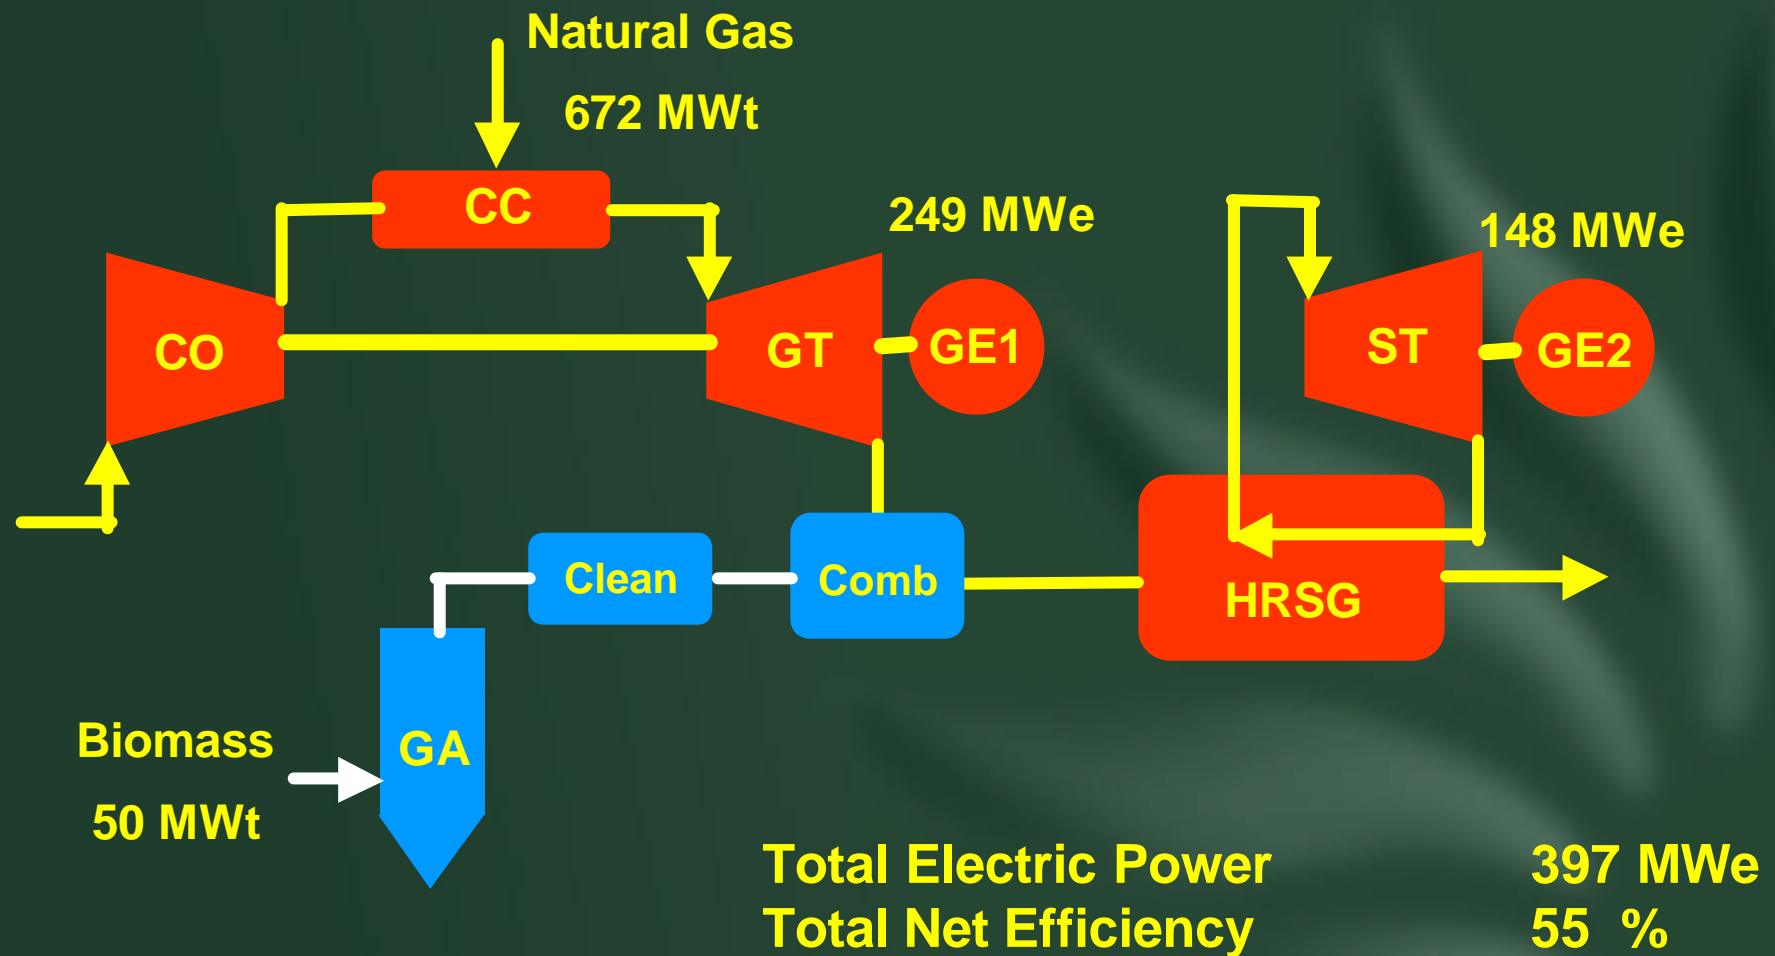 Natural Gas
672 MWt
CC
249 MWe
148 MWe
CO
GT
GE1
ST
GE2
Clean
Comb
HRSG
Biomass
GA
50 MWt
Total Electric Power 397 MWe
Total Net Efficiency 55 %